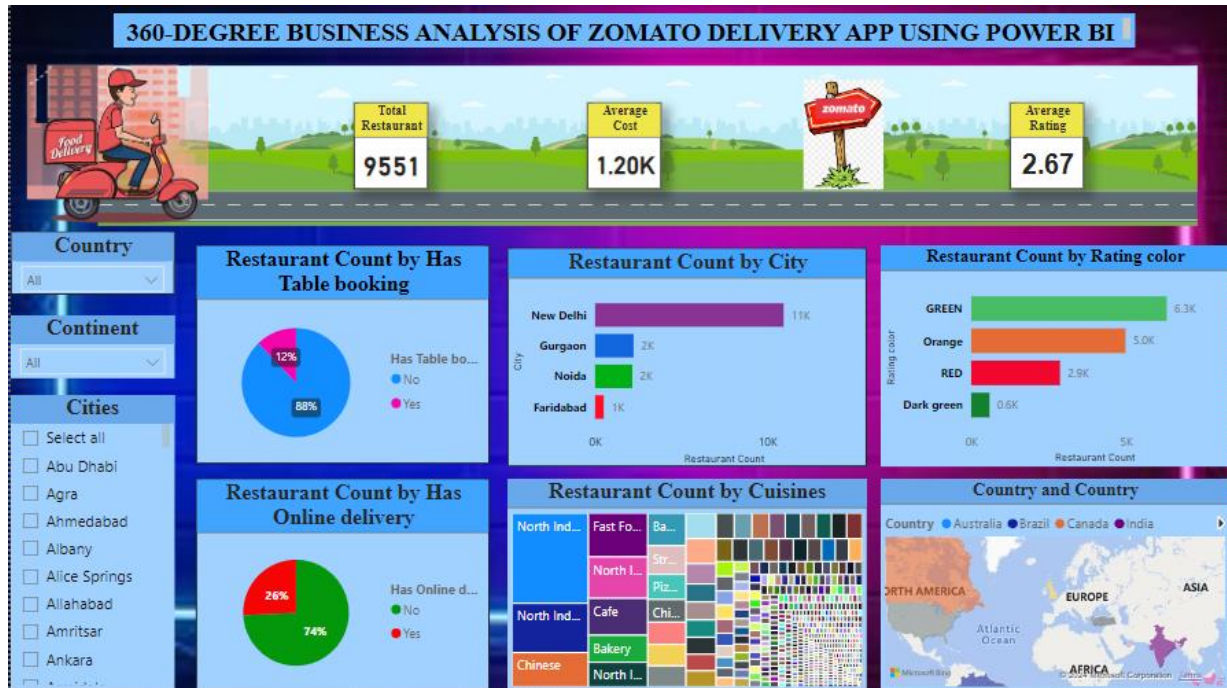 360-DEGREE BUSINESS ANALYSIS OF ZOMATO DELIVERY APP USING POWER BI
Food
Delivery
Total
Restaurant
9551
Average
Cost
1.20K
zomato
Average
Rating
2.67
Country
All
Continent
All
Cities
Select all
Abu Dhabi
Agra
Ahmedabad
Albany
Alice Springs
Allahabad
Amritsar
Ankara
Restaurant Count by Has
Table booking
12%
88%
Has Table bo...
No
Yes
Restaurant Count by City
City
New Delhi
11K
Gurgaon
2K
Noida
2K
Faridabad
1K
0K
10K
Restaurant Count
Restaurant Count by Rating color
Rating color
GREEN
6.3K
Orange
5.0K
RED
2.9K
Dark green
0.6K
0K
5K
Restaurant Count
Restaurant Count by Has
Online delivery
26%
74%
Has Online d...
No
Yes
Restaurant Count by Cuisines
North Ind...
North Ind...
Chinese
Fast Fo...
North I...
Cafe
Bakery
North I...
Ba...
Str...
Piz...
Chi...
Country and Country
Country Australia Brazil Canada India
NORTH AMERICA
EUROPE
ASIA
Atlantic
Ocean
AFRICA
Microsoft Bing
© 2024 Microsoft Corporation Terms